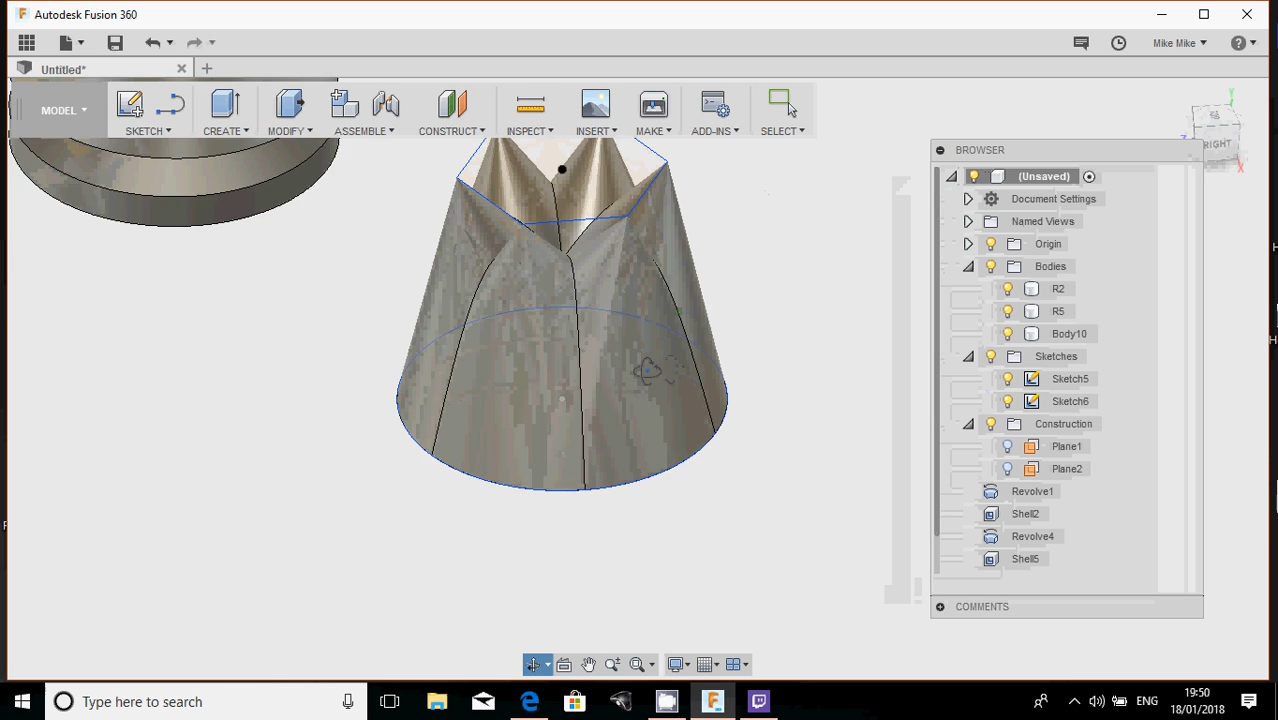 Autodesk Fusion 360
Mike Mike
Untitled*
MODEL
SKETCH
CREATE
MODIFY
ASSEMBLE
CONSTRUCT
INSPECT
INSERT
MAKE
ADD-INS
SELECT
Y
RIGHT
Z
X
BROWSER
(Unsaved)
Document Settings
Named Views
Origin
Bodies
R2
R5
Body10
Sketches
Sketch5
Sketch6
Construction
Plane1
Plane2
Revolve1
Shell2
Revolve4
Shell5
COMMENTS
Type here to search
ENG
19:50
18/01/2018